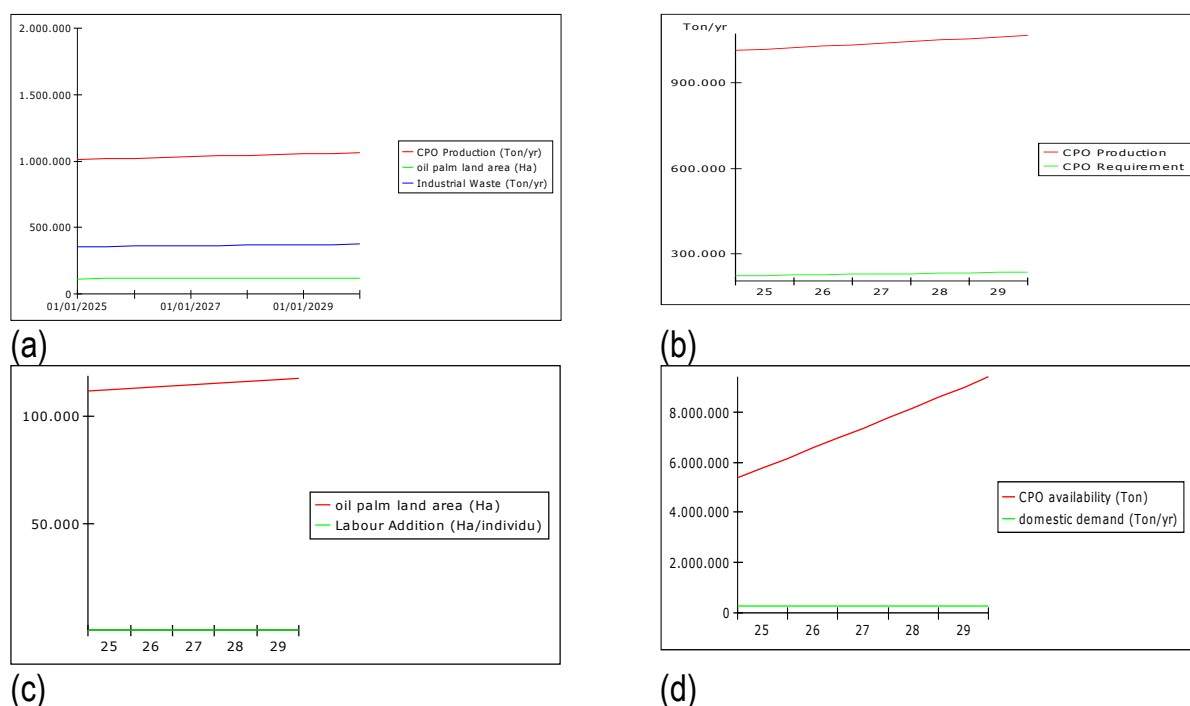 2.000.000
1.500.000
1.000.000
500.000
0
01/01/2025 01/01/2027 01/01/2029
CPO Production (Ton/yr)
oil palm land area (Ha)
Industrial Waste (Ton/yr)
(a)
Ton/yr
900.000
600.000
300.000
25 26 27 28 29
CPO Production
CPO Requirement
(b)
100.000
50.000
25 26 27 28 29
oil palm land area (Ha)
Labour Addition (Ha/individu)
(c)
8.000.000
6.000.000
4.000.000
2.000.000
0
25 26 27 28 29
CPO availability (Ton)
domestic demand (Ton/yr)
(d)